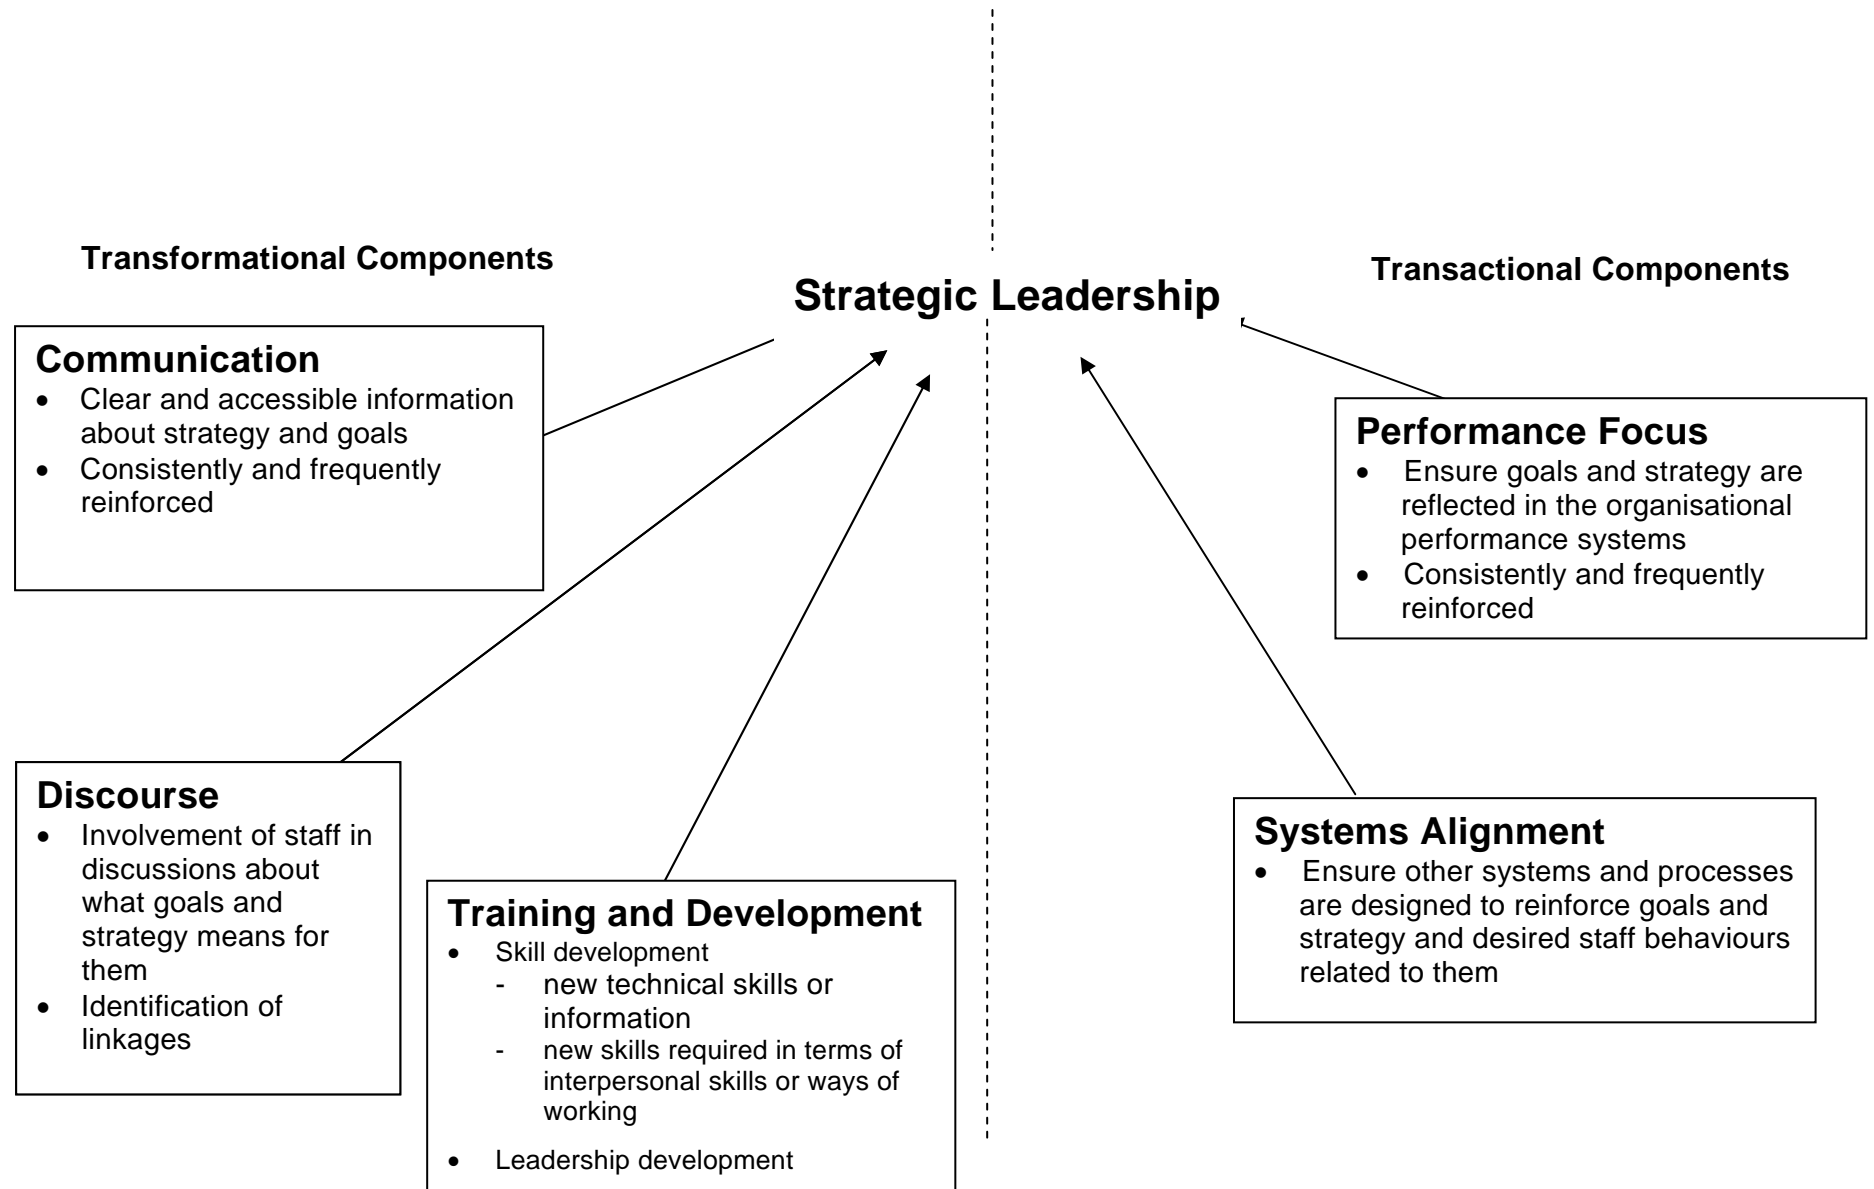 Transformational Components
Strategic Leadership
Transactional Components
Communication
• Clear and accessible information
about strategy and goals
• Consistently and frequently
reinforced
Performance Focus
• Ensure goals and strategy are
reflected in the organisational
performance systems
• Consistently and frequently
reinforced
Discourse
• Involvement of staff in
discussions about
what goals and
strategy means for
them
• Identification of
linkages
Training and Development
• Skill development
- new technical skills or
information
- new skills required in terms of
interpersonal skills or ways of
working
• Leadership development
Systems Alignment
• Ensure other systems and processes
are designed to reinforce goals and
strategy and desired staff behaviours
related to them